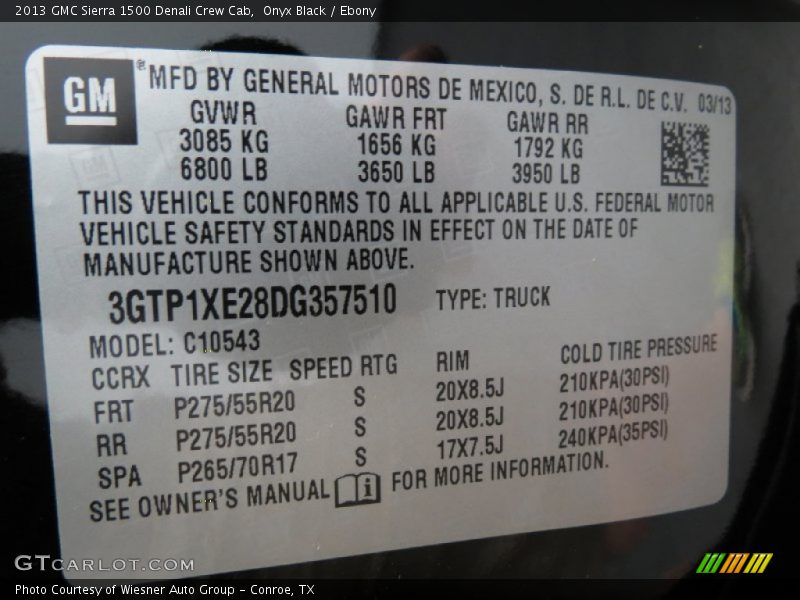 2013 GMC Sierra 1500 Denali Crew Cab,  Onyx Black / Ebony
GM
® MFD BY GENERAL MOTORS DE MEXICO, S. DE R.L. DE C.V. 03/13
GVWR GAWR FRT GAWR RR
3085 KG 1656 KG 1792 KG
6800 LB 3650 LB 3950 LB
THIS VEHICLE CONFORMS TO ALL APPLICABLE U.S. FEDERAL MOTOR
VEHICLE SAFETY STANDARDS IN EFFECT ON THE DATE OF
MANUFACTURE SHOWN ABOVE.
3GTP1XE28DG357510 TYPE: TRUCK
MODEL: C10543
CCRX TIRE SIZE SPEED RTG RIM COLD TIRE PRESSURE
FRT P275/55R20 S 20X8.5J 210KPA(30PSI)
RR P275/55R20 S 20X8.5J 210KPA(30PSI)
SPA P265/70R17 S 17X7.5J 240KPA(35PSI)
SEE OWNER'S MANUAL i FOR MORE INFORMATION.
GTCARLOT.COM
Photo Courtesy of Wiesner Auto Group - Conroe, TX